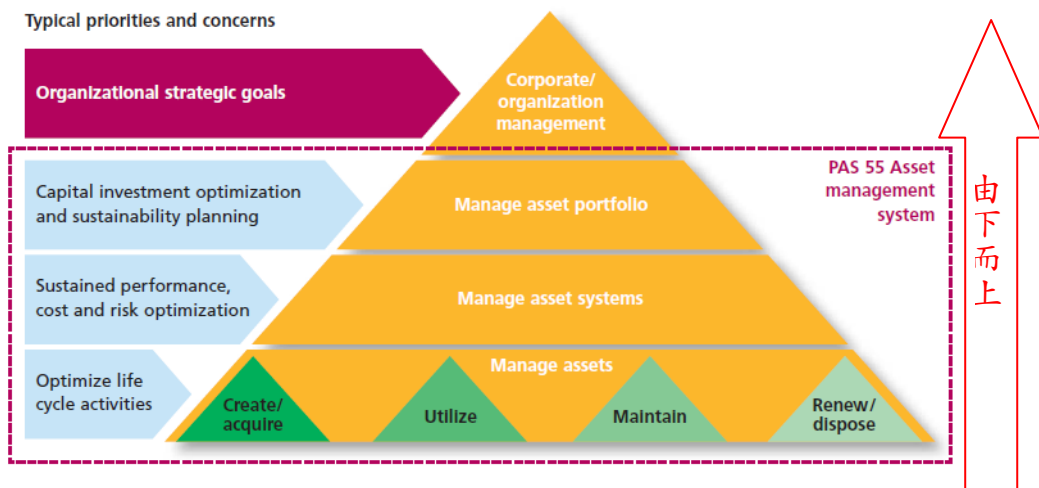 Typical priorities and concerns
Organizational strategic goals
Corporate/
organization
management
Capital investment optimization
and sustainability planning
Manage asset portfolio
PAS 55 Asset
management
system
Sustained performance,
cost and risk optimization
Manage asset systems
Optimize life
cycle activities
Manage assets
Create/
acquire
Utilize
Maintain
Renew/
dispose
由下而上